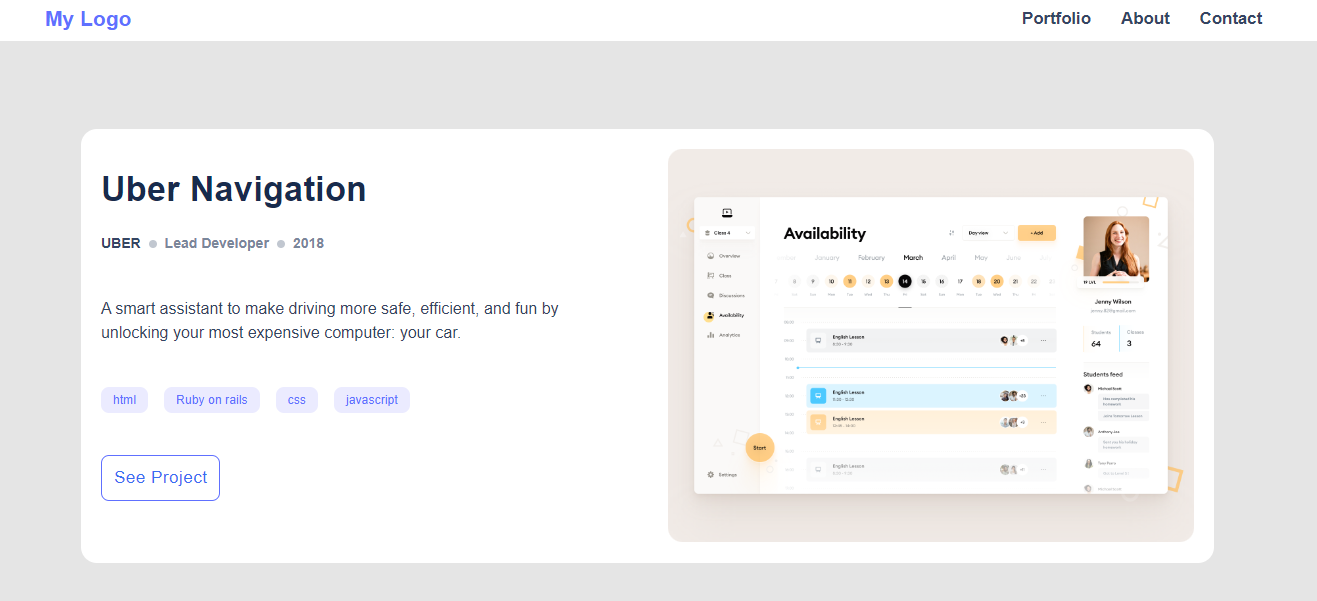 My Logo
Portfolio About Contact
Uber Navigation
UBER Lead Developer 2018
A smart assistant to make driving more safe, efficient, and fun by
unlocking your most expensive computer: your car.
html Ruby on rails css javascript
See Project
Class 4
Overview
Class
Discussions
Availability
Analytics
Settings
Start
Availability
Day view
+ Add
January February March April May June
8 9 10 11 12 13 14 15 16 17 18 20 21 22
English Lesson
English Lesson
English Lesson
English Lesson
19 LVL
Jenny Wilson
Students Classes
64 3
Students feed